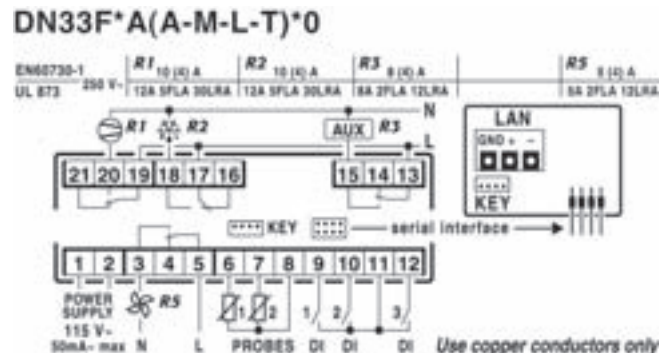 DN33F*A(A-M-L-T)*0
EN60730-1 250 V~ R1 10 (4) A R2 10 (4) A R3 8 (4) A R5
UL 873 12A 5FLA 30LRA 12A 5FLA 30LRA 8A 2FLA 12LRA 2FLA 12LRA
N
R1 R2 AUX R3
L
LAN
GND + -
KEY
21 20 19 18 17 16 15 14 13
KEY serial interface
1 2 3 4 5 6 7 8 9 10 11 12
POWER SUPPLY R5 1 2 1 2 3
115 V~
50mA~ max N L PROBES DI DI DI Use copper conductors only